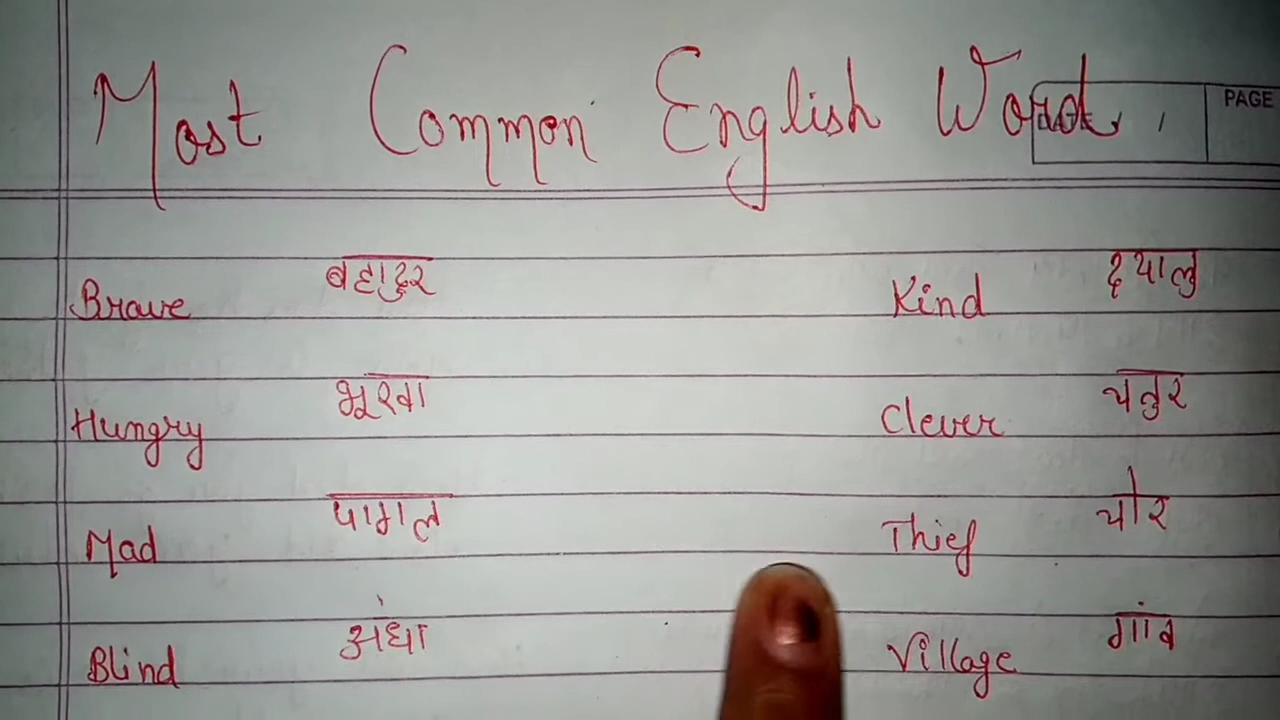 Most Common English Word.
PAGE
Brave बहादुर Kind दयालु
Hungry भूखा Clever चतुर
Mad पागल Thief चोर
Blind अंधा Village गांव